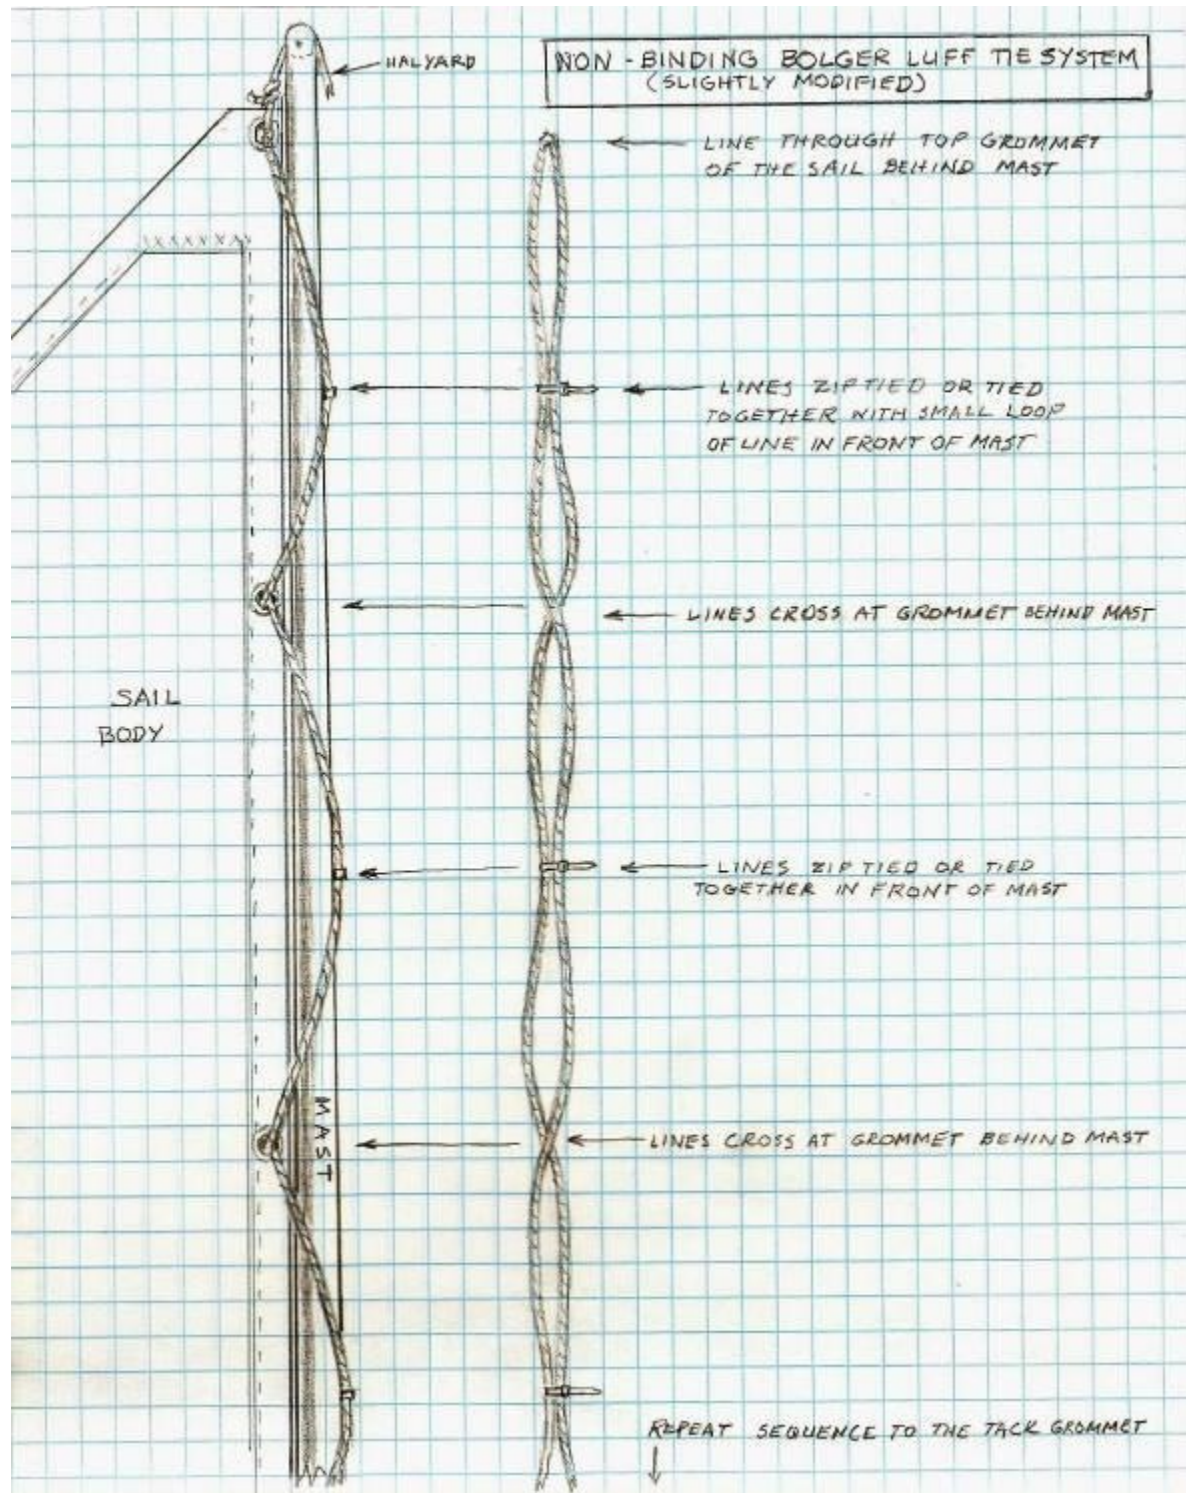 HALYARD
NON-BINDING BOLGER LUFF TIE SYSTEM
(SLIGHTLY MODIFIED)
LINE THROUGH TOP GROMMET
OF THE SAIL BEHIND MAST
LINES ZIP TIED OR TIED
TOGETHER WITH SMALL LOOP
OF LINE IN FRONT OF MAST
LINES CROSS AT GROMMET BEHIND MAST
SAIL
BODY
LINES ZIP TIED OR TIED
TOGETHER IN FRONT OF MAST
MAST
LINES CROSS AT GROMMET BEHIND MAST
REPEAT SEQUENCE TO THE TACK GROMMET